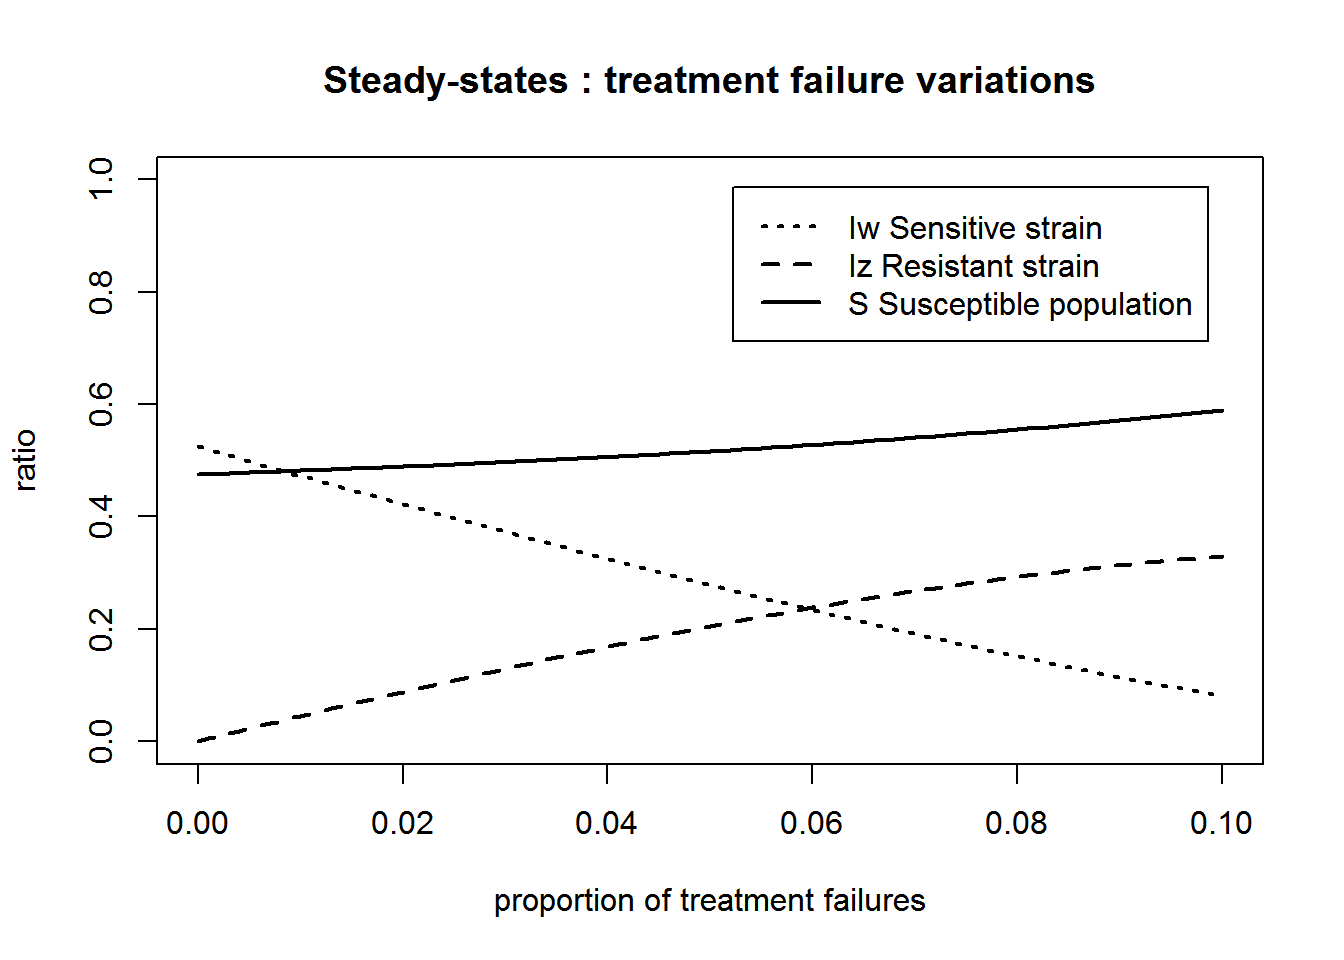 Steady-states : treatment failure variations
1.0
0.8
0.6
0.4
0.2
0.0
ratio
Iw Sensitive strain
Iz Resistant strain
S Susceptible population
0.00 0.02 0.04 0.06 0.08 0.10
proportion of treatment failures